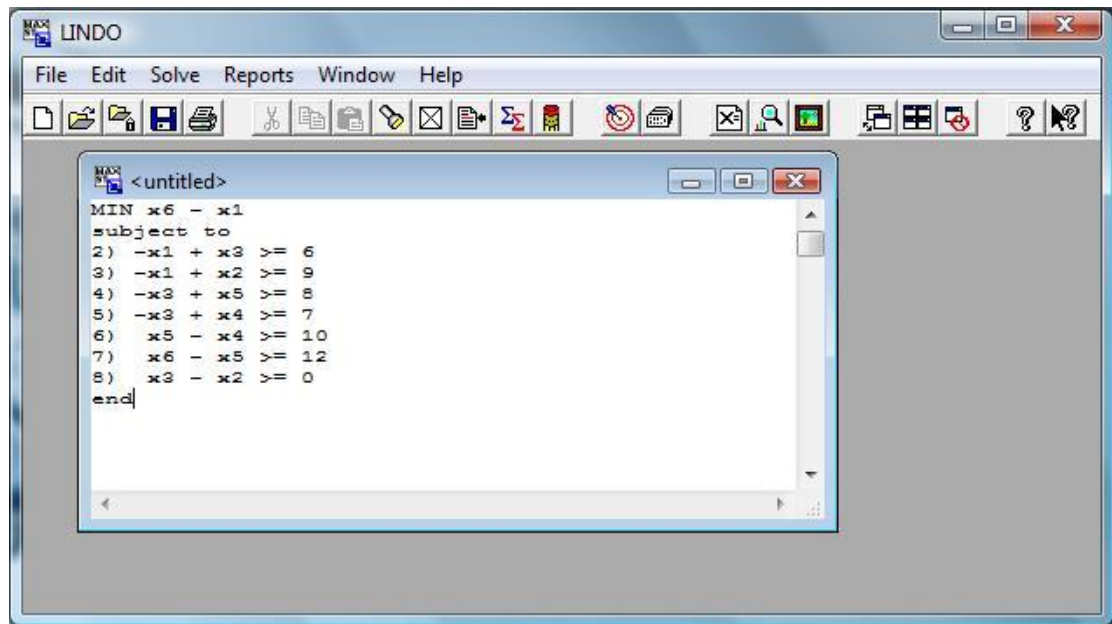 LINDO
File Edit Solve Reports Window Help
<untitled>
MIN x6 - x1
subject to
2) -x1 + x3 >= 6
3) -x1 + x2 >= 9
4) -x3 + x5 >= 8
5) -x3 + x4 >= 7
6) x5 - x4 >= 10
7) x6 - x5 >= 12
8) x3 - x2 >= 0
end